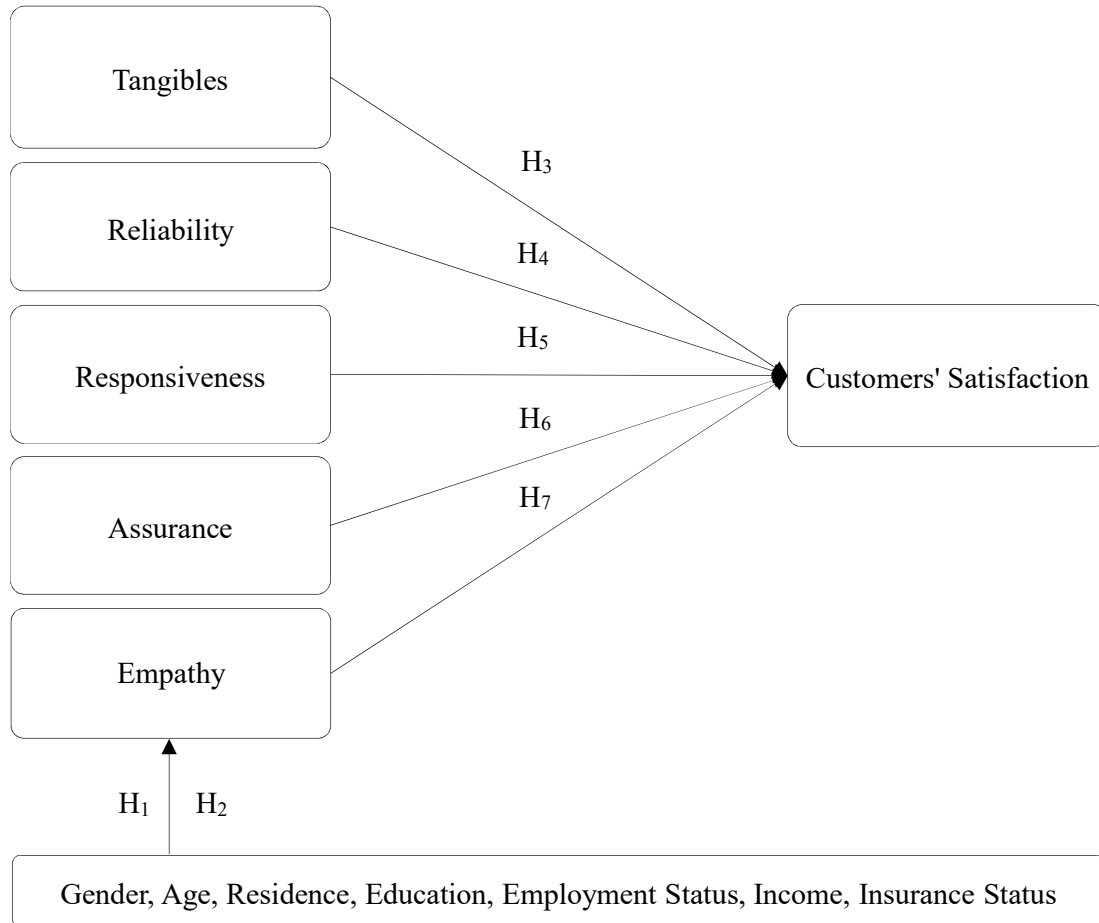 Tangibles
H₃
Reliability
H₄
H₅
Responsiveness
Customers' Satisfaction
H₆
H₇
Assurance
Empathy
H₁ H₂
Gender, Age, Residence, Education, Employment Status, Income, Insurance Status